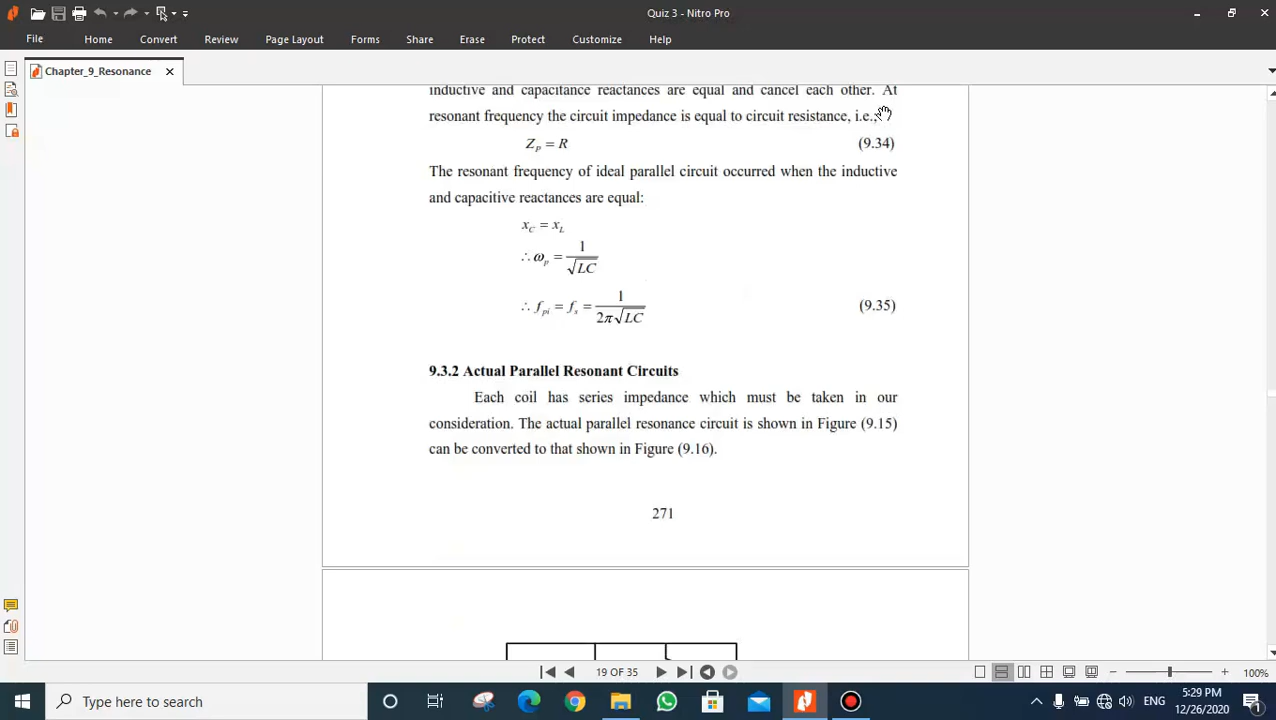 Quiz 3 - Nitro Pro
File Home Convert Review Page Layout Forms Share Erase Protect Customize Help
Chapter_9_Resonance
inductive and capacitance reactances are equal and cancel each other. At
resonant frequency the circuit impedance is equal to circuit resistance, i.e.,
Zp = R (9.34)
The resonant frequency of ideal parallel circuit occurred when the inductive
and capacitive reactances are equal:
xC = xL
∴ ωp = 1/√LC
∴ fpi = fs = 1/2π√LC (9.35)
9.3.2 Actual Parallel Resonant Circuits
Each coil has series impedance which must be taken in our
consideration. The actual parallel resonance circuit is shown in Figure (9.15)
can be converted to that shown in Figure (9.16).
271
19 OF 35
100%
Type here to search
ENG
5:29 PM
12/26/2020
1